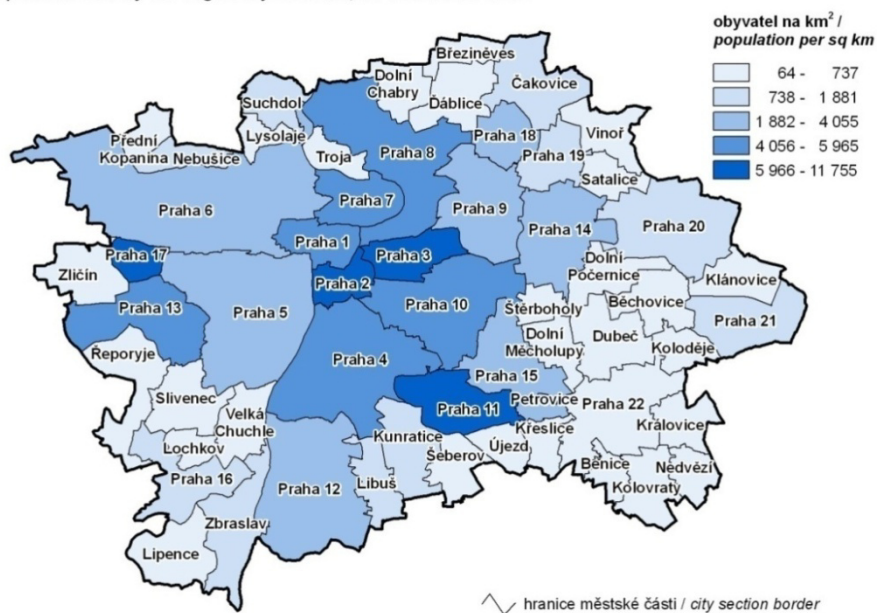 obyvatel na km² /
population per sq km
64 - 737
738 - 1 881
1 882 - 4 055
4 056 - 5 965
5 966 - 11 755
Březiněves
Dolní
Chabry
Ďáblice
Čakovice
Suchdol
Lysolaje
Přední
Kopanina
Nebušice
Troja
Praha 8
Praha 18
Praha 19
Vinoř
Satalice
Praha 6
Praha 7
Praha 9
Praha 14
Praha 20
Praha 1
Praha 3
Praha 17
Praha 2
Zličín
Dolní
Počernice
Klánovice
Běchovice
Praha 13
Praha 5
Praha 10
Štěrboholy
Dolní
Měcholupy
Dubeč
Koloděje
Praha 21
Řeporyje
Praha 4
Praha 15
Petrovice
Praha 22
Slivenec
Velká
Chuchle
Praha 11
Křeslice
Královice
Lochkov
Kunratice
Šeberov
Újezd
Benice
Nedvězí
Kolovraty
Praha 16
Praha 12
Libuš
Zbraslav
Lipence
hranice městské části / city section border